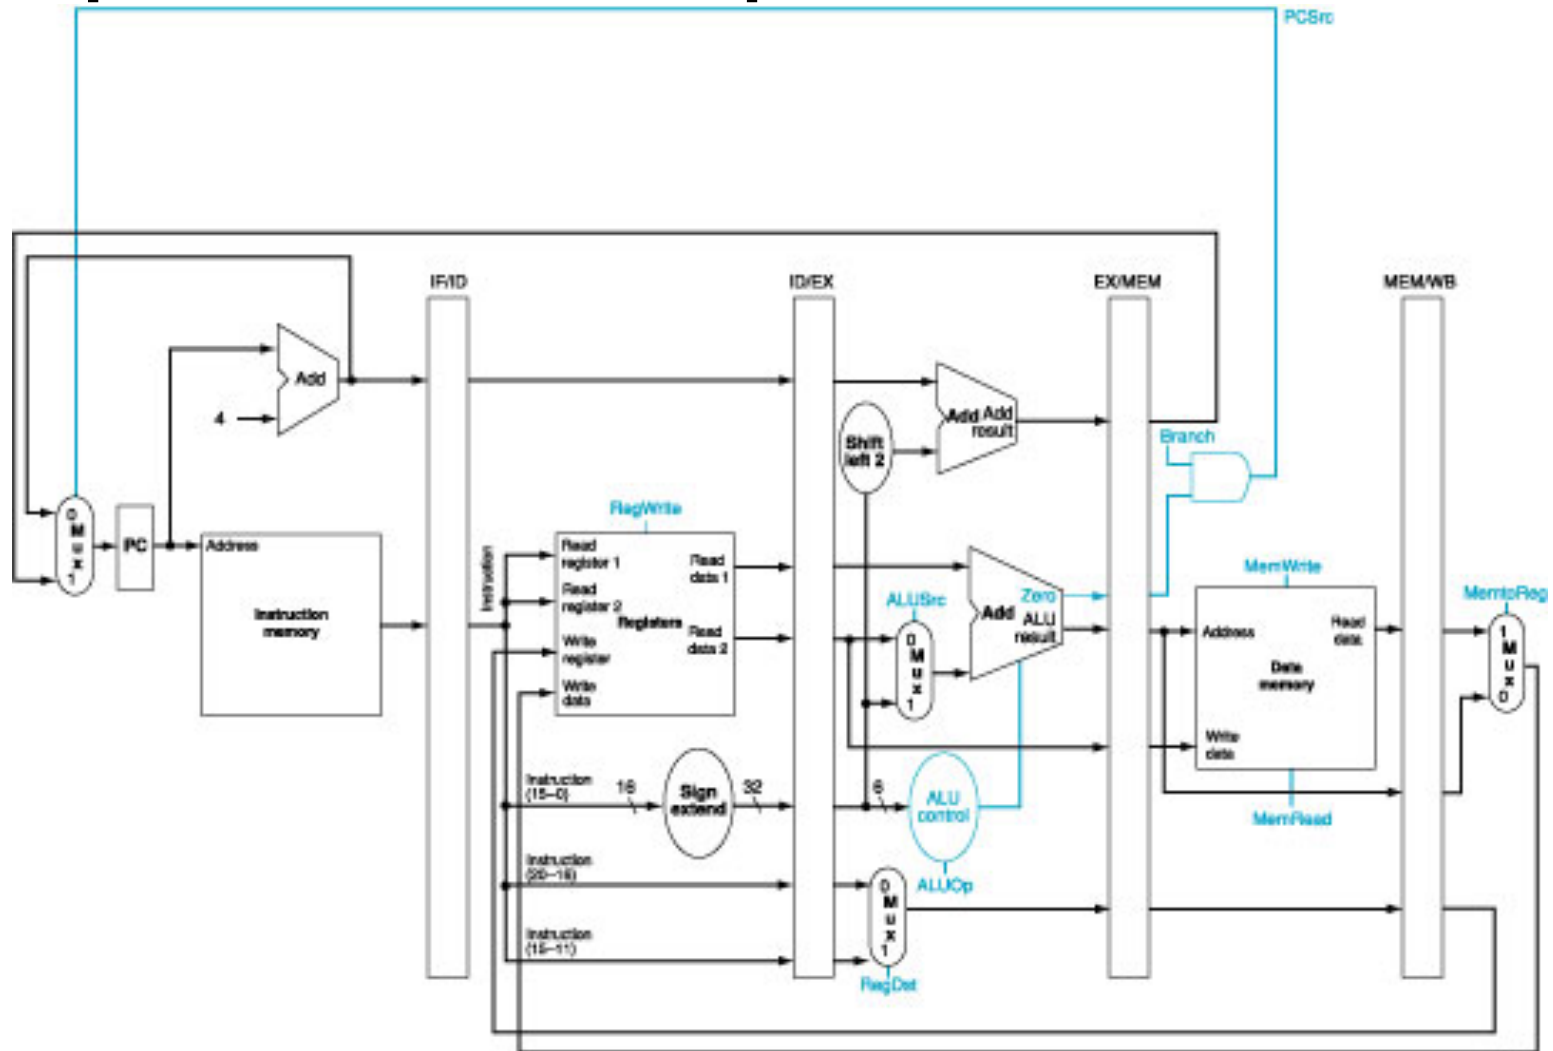 PCSrc
IF/ID
ID/EX
EX/MEM
MEM/WB
Add
4
Shift
left 2
Add Add
result
Branch
0
M
u
x
1
PC
Address
Instruction
memory
Instruction
RegWrite
Read
register 1
Read
register 2
Registers
Write
register
Write
data
Read
data 1
Read
data 2
ALUSrc
0
M
u
x
1
Add
Zero
ALU
result
MemWrite
Address
Read
data
Data
memory
Write
data
MemRead
MemtoReg
1
M
u
x
0
Instruction
(15–0)
16
Sign
extend
32
6
ALU
control
ALUOp
Instruction
(20–16)
Instruction
(15–11)
0
M
u
x
1
RegDst